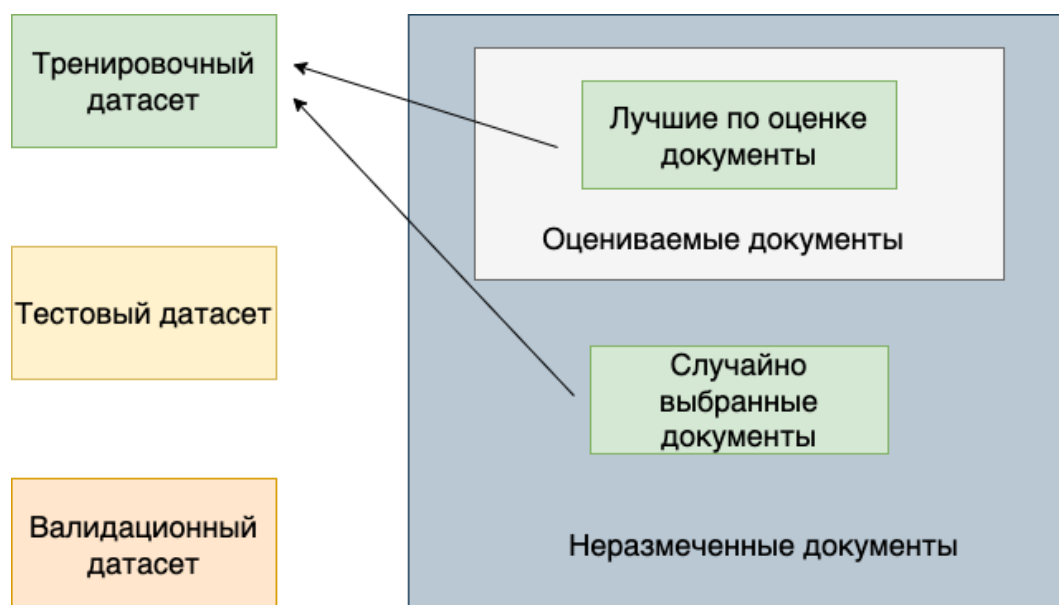 Тренировочный
датасет
Тестовый датасет
Валидационный
датасет
Лучшие по оценке
документы
Оцениваемые документы
Случайно
выбранные
документы
Неразмеченные документы